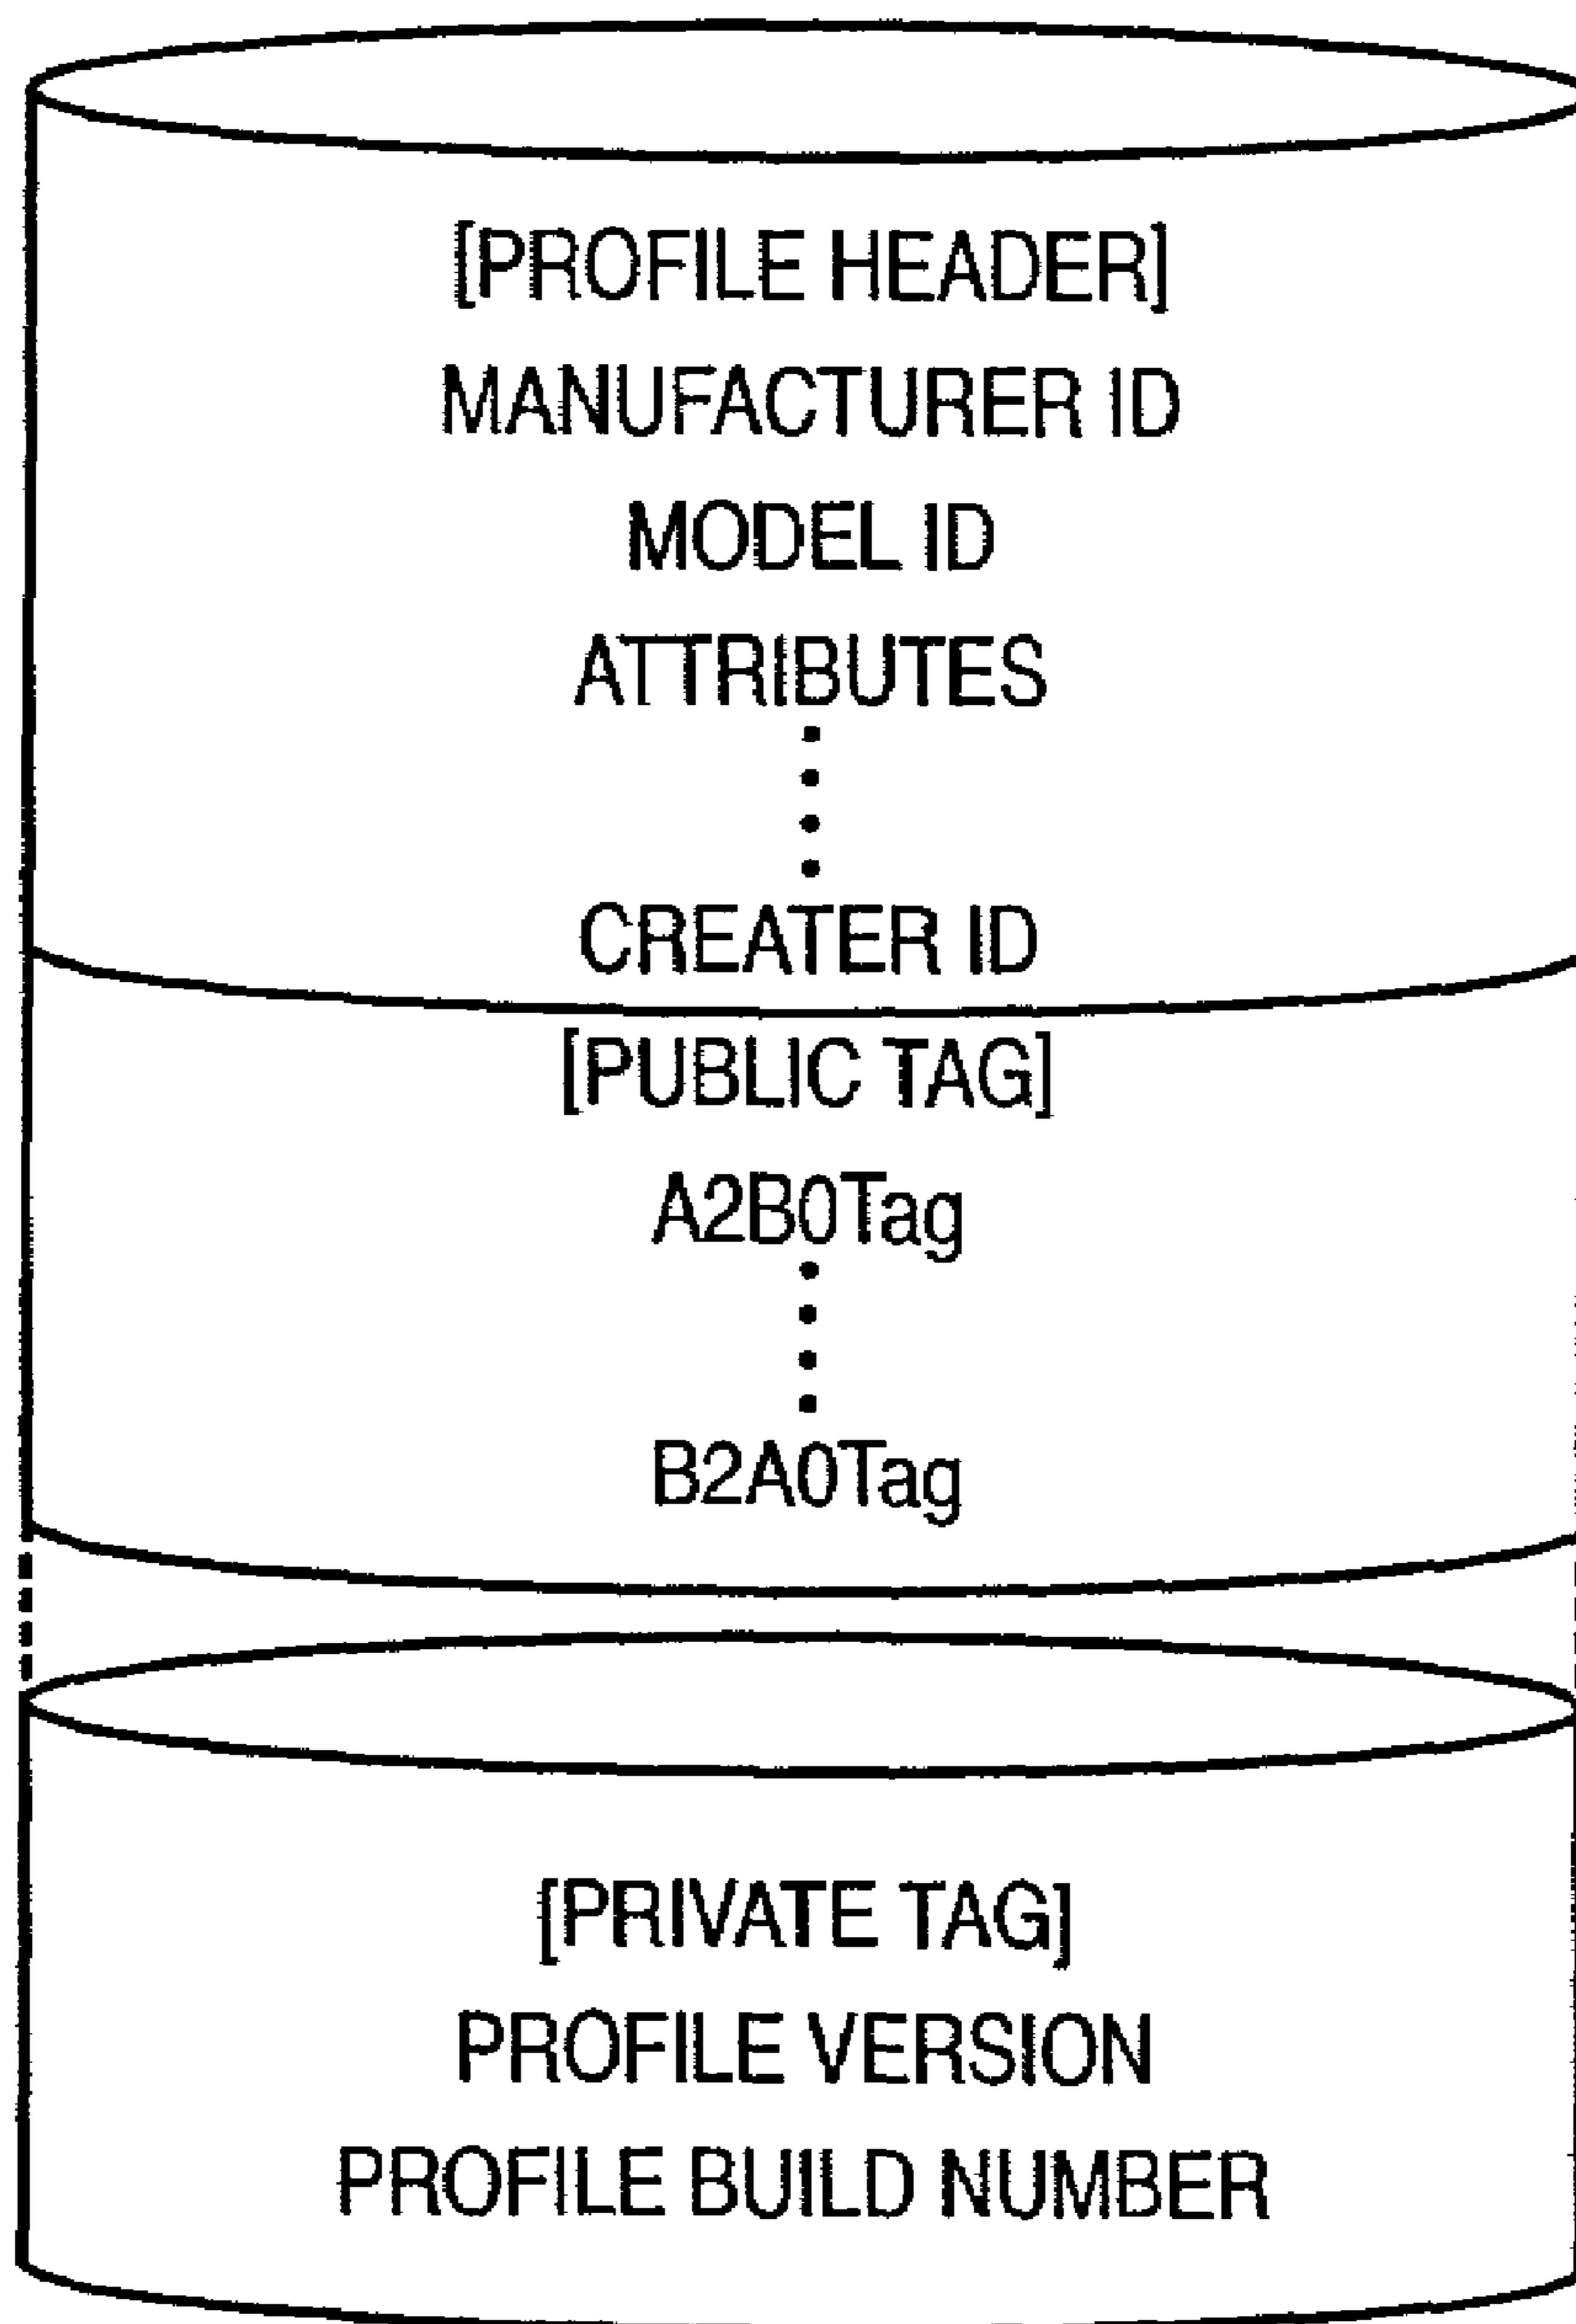 [PROFILE HEADER]
MANUFACTURER ID
MODEL ID
ATTRIBUTES
CREATER ID
[PUBLIC TAG]
A2B0Tag
B2A0Tag
[PRIVATE TAG]
PROFILE VERSION
PROFILE BUILD NUMBER